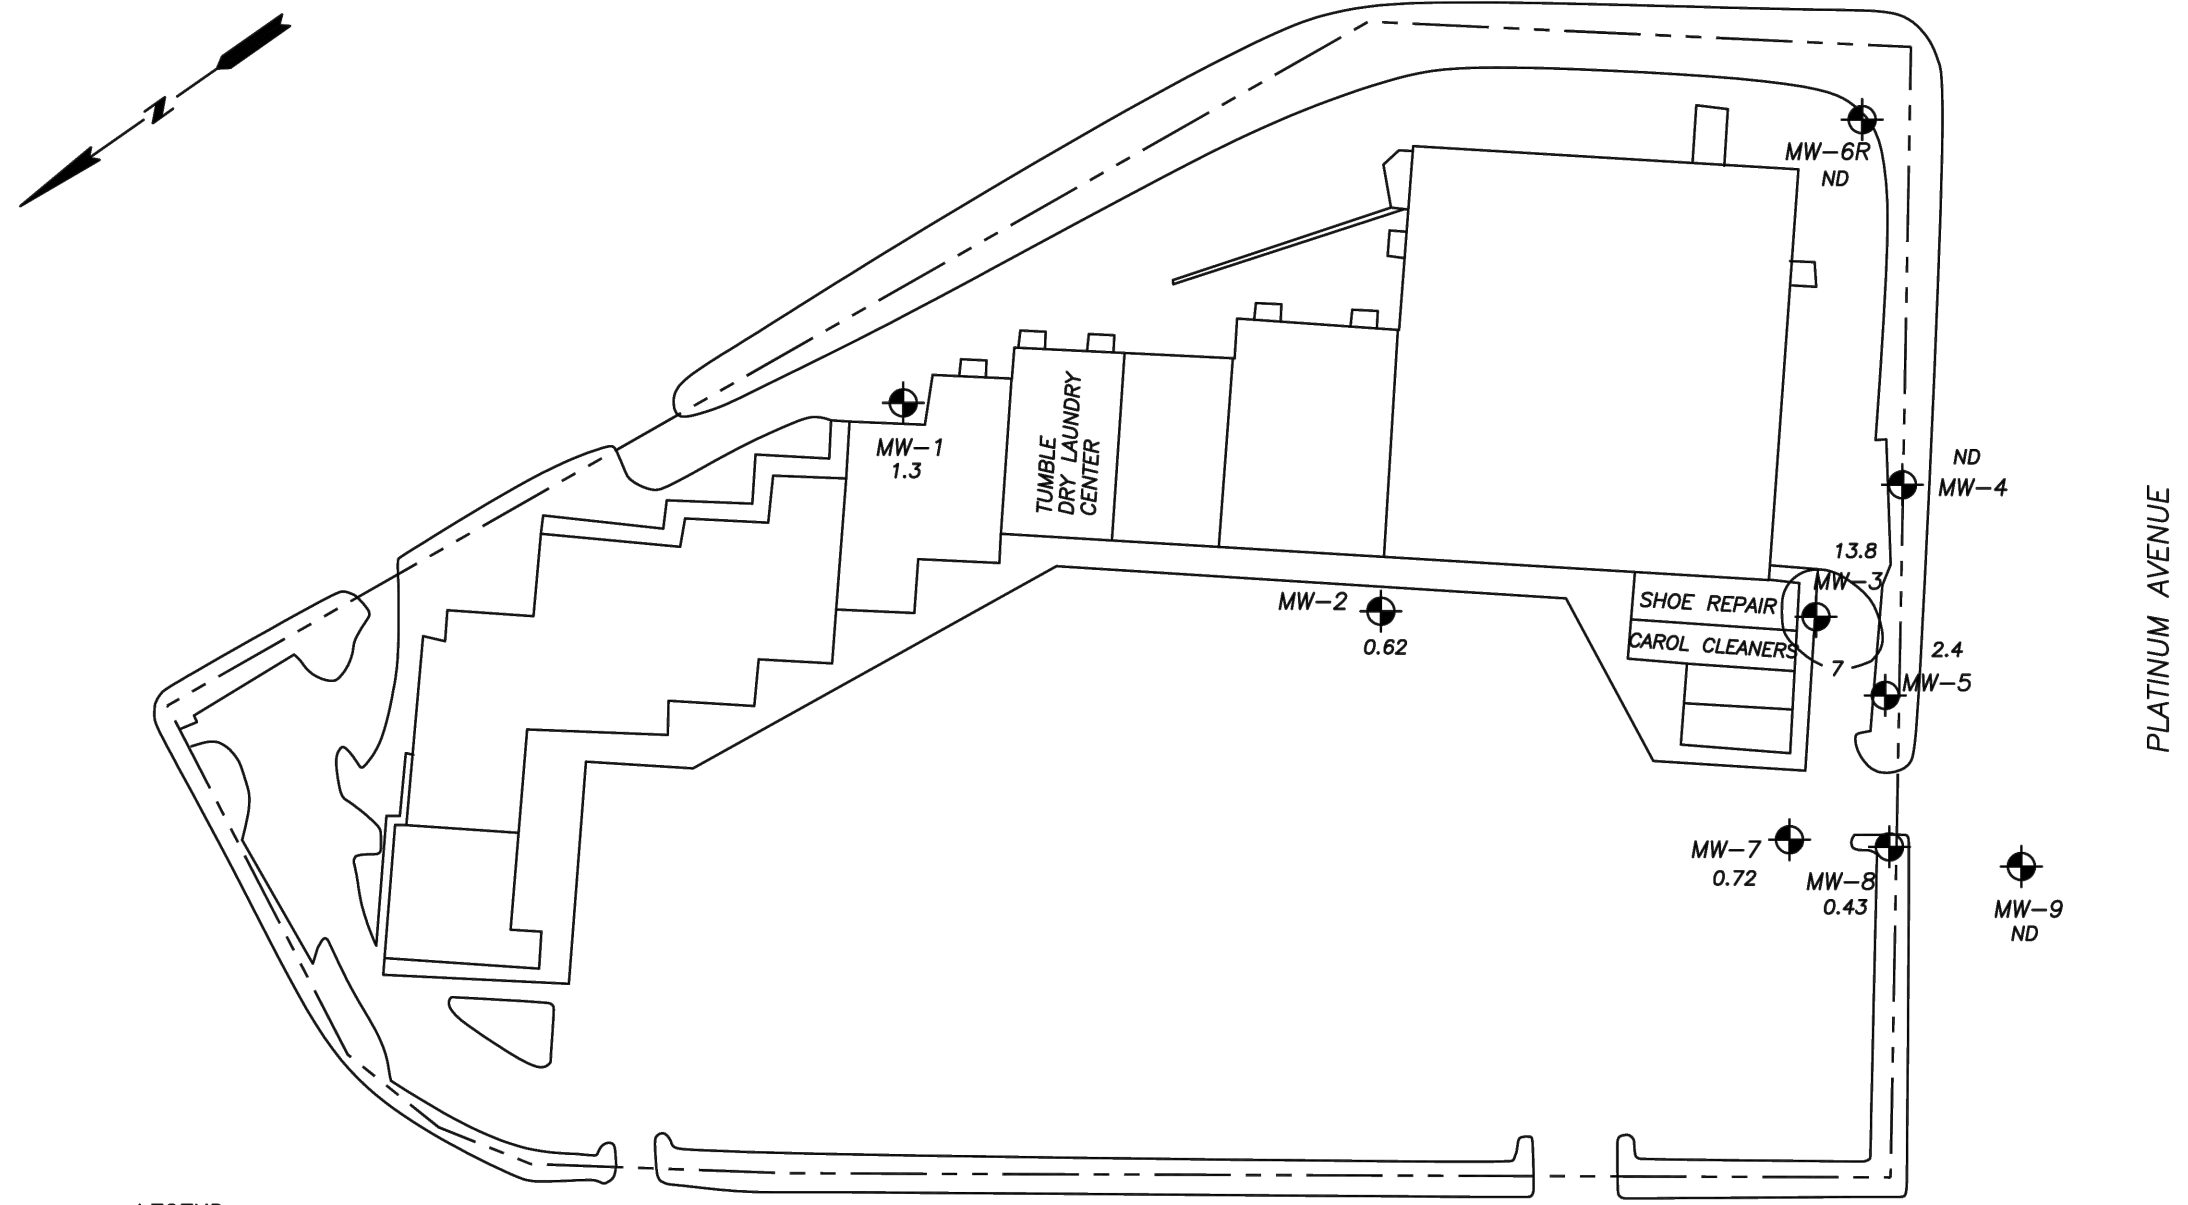 N
MW-6R
ND
MW-1
1.3
TUMBLE
DRY LAUNDRY
CENTER
ND
MW-4
PLATINUM AVENUE
13.8
MW-3
MW-2
0.62
SHOE REPAIR
CAROL CLEANERS
7
2.4
MW-5
MW-7
0.72
MW-8
0.43
MW-9
ND